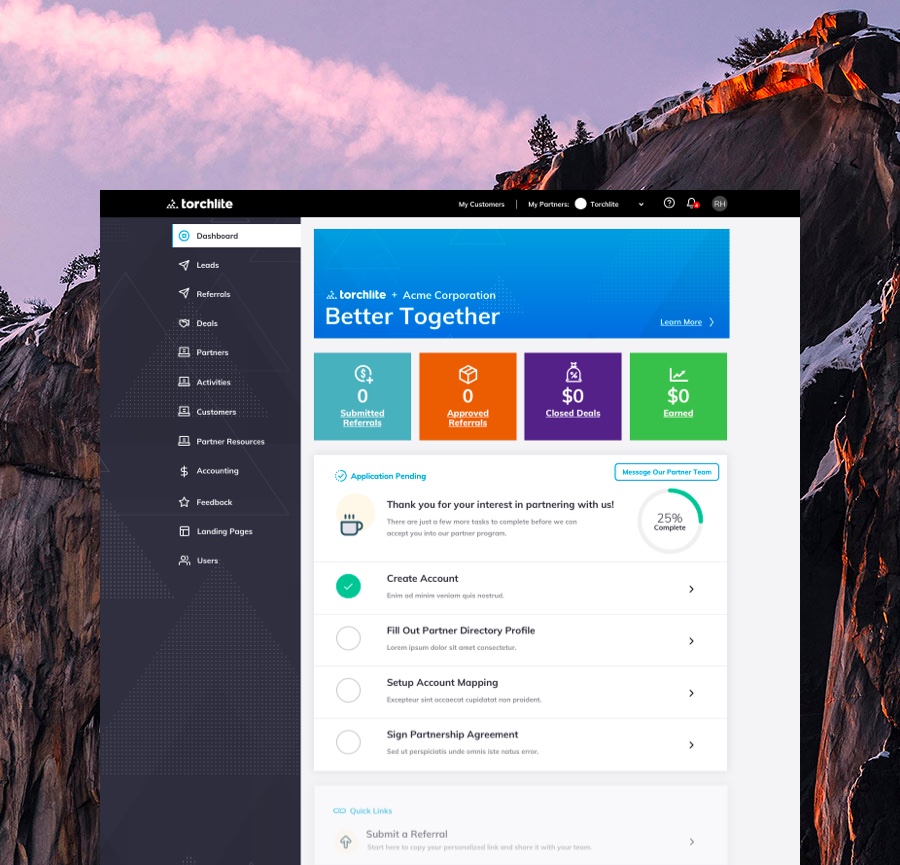 torchlite
My Customers | My Partners: Torchlite
4
RH
Dashboard
Leads
Referrals
Deals
Partners
Activities
Customers
Partner Resources
Accounting
Feedback
Landing Pages
Users
torchlite + Acme Corporation
Better Together
Learn More
0
Submitted
Referrals
0
Approved
Referrals
$0
Closed Deals
$0
Earned
Application Pending
Message Our Partner Team
Thank you for your interest in partnering with us!
There are just a few more tasks to complete before we can
accept you into our partner program.
25%
Complete
Create Account
Enim ad minim veniam quis nostrud.
Fill Out Partner Directory Profile
Lorem ipsum dolor sit amet consectetur.
Setup Account Mapping
Excepteur sint occaecat cupidatat non proident.
Sign Partnership Agreement
Sed ut perspiciatis unde omnis iste natus error.
Quick Links
Submit a Referral
Start here to copy your personalized link and share it with your team.